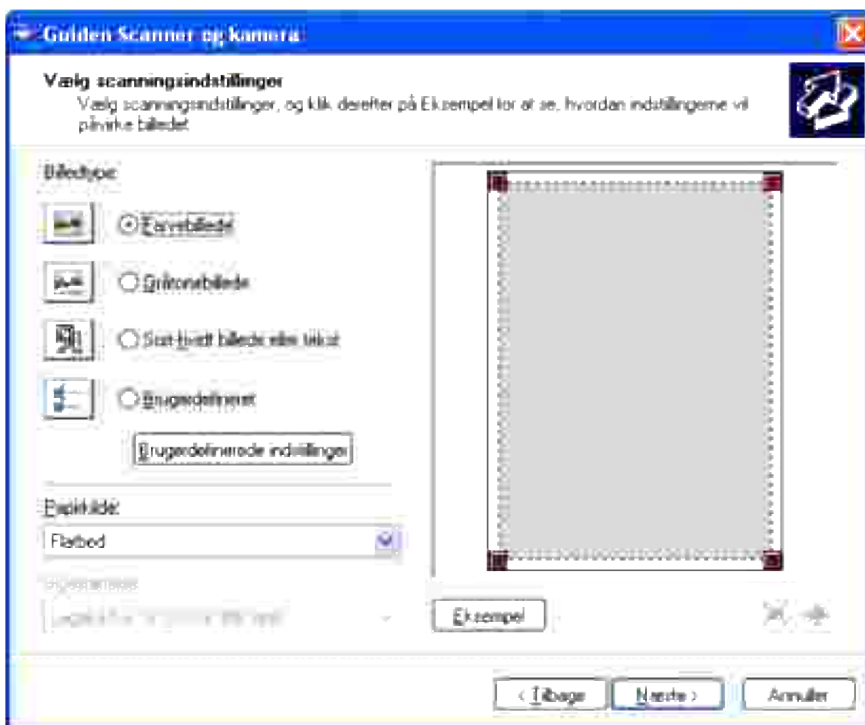 Guiden Scanner og kamera
Vælg scanningsindstillinger
Vælg scanningsindstillinger, og klik derefter på Eksempel for at se, hvordan indstillingerne vil
påvirke billedet
Billedtype:
Farvebillede
Gråtonebillede
Sort-hvidt billede eller tekst
Brugerdefineret
Brugerdefinerede indstillinger
Papirkilde:
Flatbed
Eksempel
< Tilbage
Næste >
Annuller